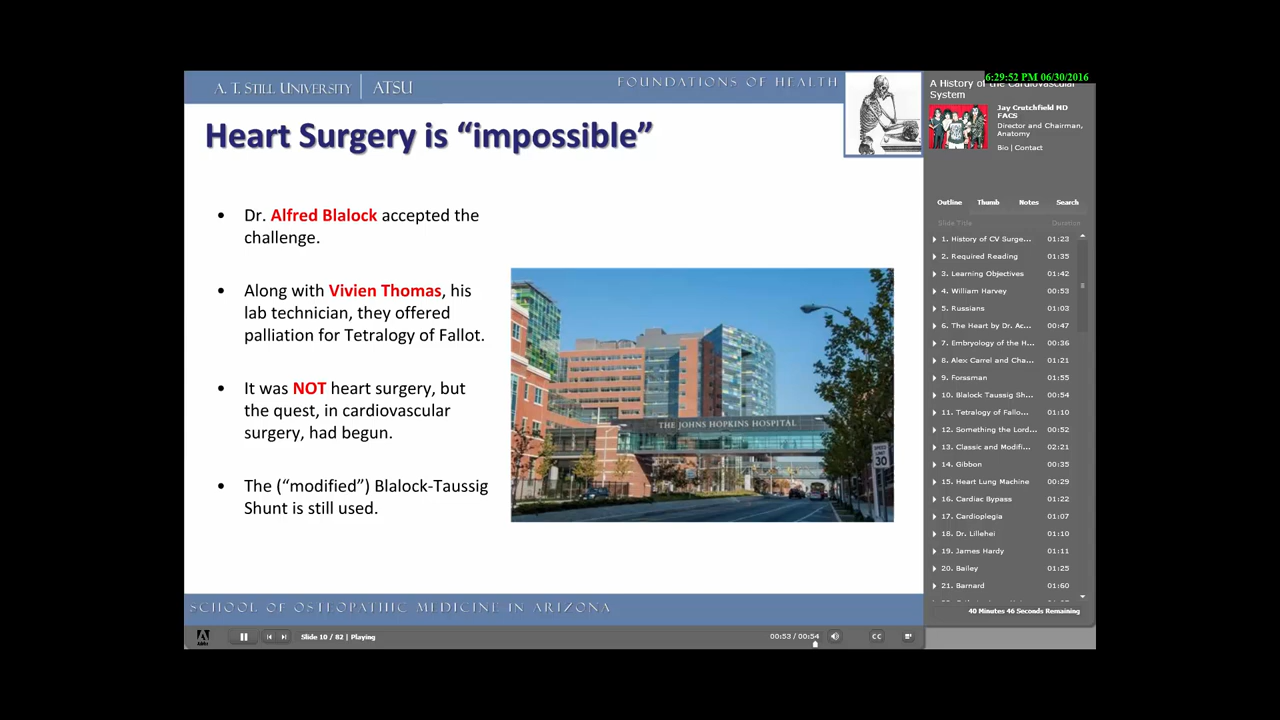 A. T. STILL UNIVERSITY | ATSU
FOUNDATIONS OF HEALTH
Heart Surgery is “impossible”
• Dr. Alfred Blalock accepted the
challenge.
• Along with Vivien Thomas, his
lab technician, they offered
palliation for Tetralogy of Fallot.
• It was NOT heart surgery, but
the quest, in cardiovascular
surgery, had begun.
• The (“modified”) Blalock-Taussig
Shunt is still used.
THE JOHNS HOPKINS HOSPITAL
SPEED
LIMIT
30
SCHOOL OF OSTEOPATHIC MEDICINE IN ARIZONA
Slide 10 / 82 | Playing
00:53 / 00:54
CC
6:29:52 PM 06/30/2016
A History of the Cardiovascular
System
Jay Crutchfield MD
FACS
Director and Chairman,
Anatomy
Bio | Contact
Outline Thumb Notes Search
Slide Title Duration
1. History of CV Surge... 01:23
2. Required Reading 01:35
3. Learning Objectives 01:42
4. William Harvey 00:53
5. Russians 01:03
6. The Heart by Dr. Ac... 00:47
7. Embryology of the H... 00:36
8. Alex Carrel and Cha... 01:21
9. Forssman 01:55
10. Blalock Taussig Sh... 00:54
11. Tetralogy of Fallo... 01:10
12. Something the Lord... 00:52
13. Classic and Modifi... 02:21
14. Gibbon 00:35
15. Heart Lung Machine 00:29
16. Cardiac Bypass 01:22
17. Cardioplegia 01:07
18. Dr. Lillehei 01:10
19. James Hardy 01:11
20. Bailey 01:25
21. Barnard 01:60
40 Minutes 46 Seconds Remaining